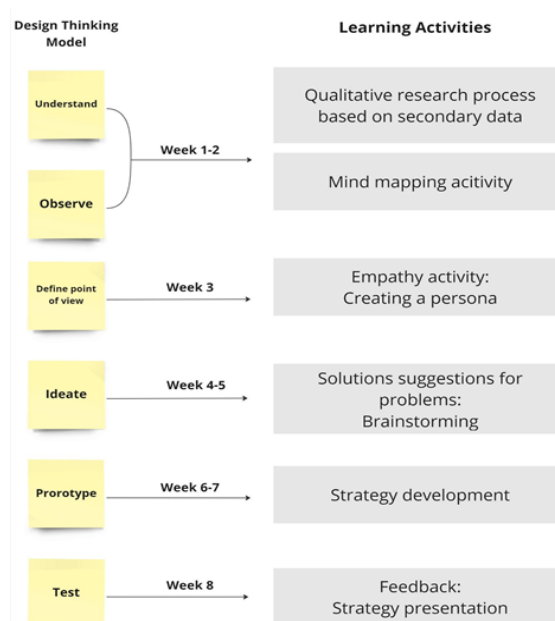 Design Thinking
Model
Learning Activities
Understand
Observe
Week 1-2
Qualitative research process
based on secondary data
Mind mapping acitivity
Define point
of view
Week 3
Empathy activity:
Creating a persona
Ideate
Week 4-5
Solutions suggestions for
problems:
Brainstorming
Prorotype
Week 6-7
Strategy development
Test
Week 8
Feedback:
Strategy presentation